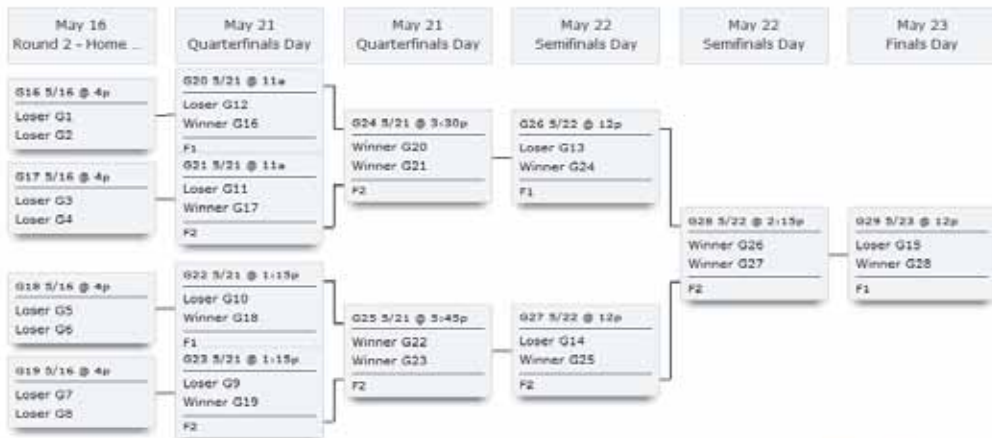 May 16
Round 2 - Home ...
May 21
Quarterfinals Day
May 21
Quarterfinals Day
May 22
Semifinals Day
May 22
Semifinals Day
May 23
Finals Day
G16 5/16 @ 4p
Loser G1
Loser G2
G17 5/16 @ 4p
Loser G3
Loser G4
G18 5/16 @ 4p
Loser G5
Loser G6
G19 5/16 @ 4p
Loser G7
Loser G8
G20 5/21 @ 11a
Loser G12
Winner G16
F1
G21 5/21 @ 11a
Loser G11
Winner G17
F2
G22 5/21 @ 1:15p
Loser G10
Winner G18
F1
G23 5/21 @ 1:15p
Loser G9
Winner G19
F2
G24 5/21 @ 3:30p
Winner G20
Winner G21
F2
G25 5/21 @ 5:45p
Winner G22
Winner G23
F2
G26 5/22 @ 12p
Loser G13
Winner G24
F1
G27 5/22 @ 12p
Loser G14
Winner G25
F2
G28 5/22 @ 2:15p
Winner G26
Winner G27
F2
G29 5/23 @ 12p
Loser G15
Winner G28
F1